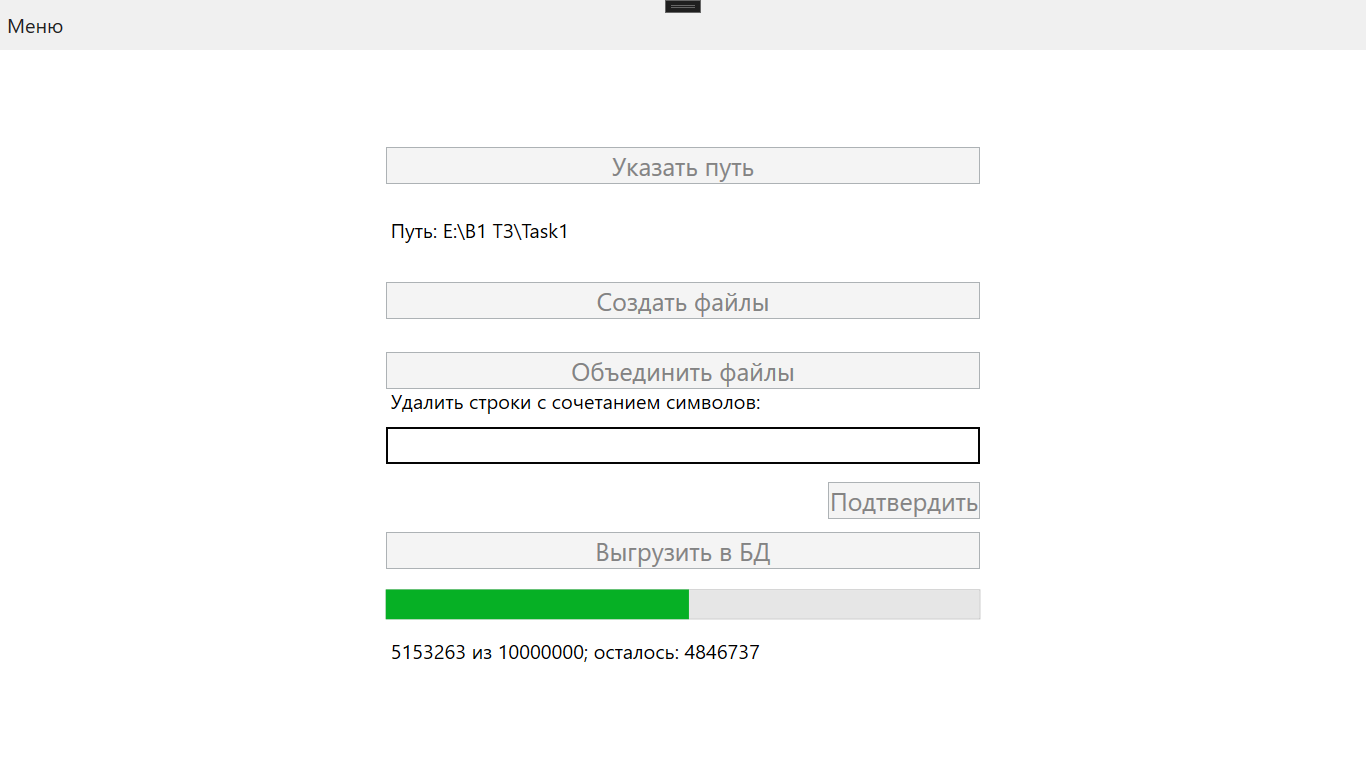 Меню
Указать путь
Путь: E:\B1 ТЗ\Task1
Создать файлы
Объединить файлы
Удалить строки с сочетанием символов:
Подтвердить
Выгрузить в БД
5153263 из 10000000; осталось: 4846737